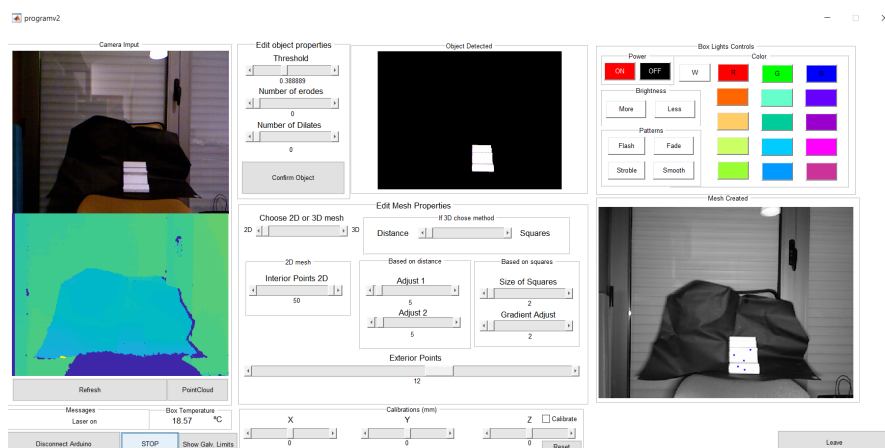 programv2
Camera Imput
Edit object properties
Threshold
0.388889
Number of erodes
0
Number of Dilates
0
Confirm Object
Object Detected
Box Lights Controls
Power
ON
OFF
Color
W
R
G
Brightness
More
Less
Patterns
Flash
Fade
Stroble
Smooth
Edit Mesh Properties
Choose 2D or 3D mesh
2D
3D
If 3D chose method
Distance
Squares
2D mesh
Interior Points 2D
50
Based on distance
Adjust 1
5
Adjust 2
5
Based on squares
Size of Squares
2
Gradient Adjust
2
Exterior Points
12
Mesh Created
Refresh
PointCloud
Messages
Laser on
Box Temperature
18.57 ºC
Disconnect Arduino
STOP
Show Galv. Limits
Calibrations (mm)
X
Y
Z
0
0
0
Calibrate
Reset
Leave